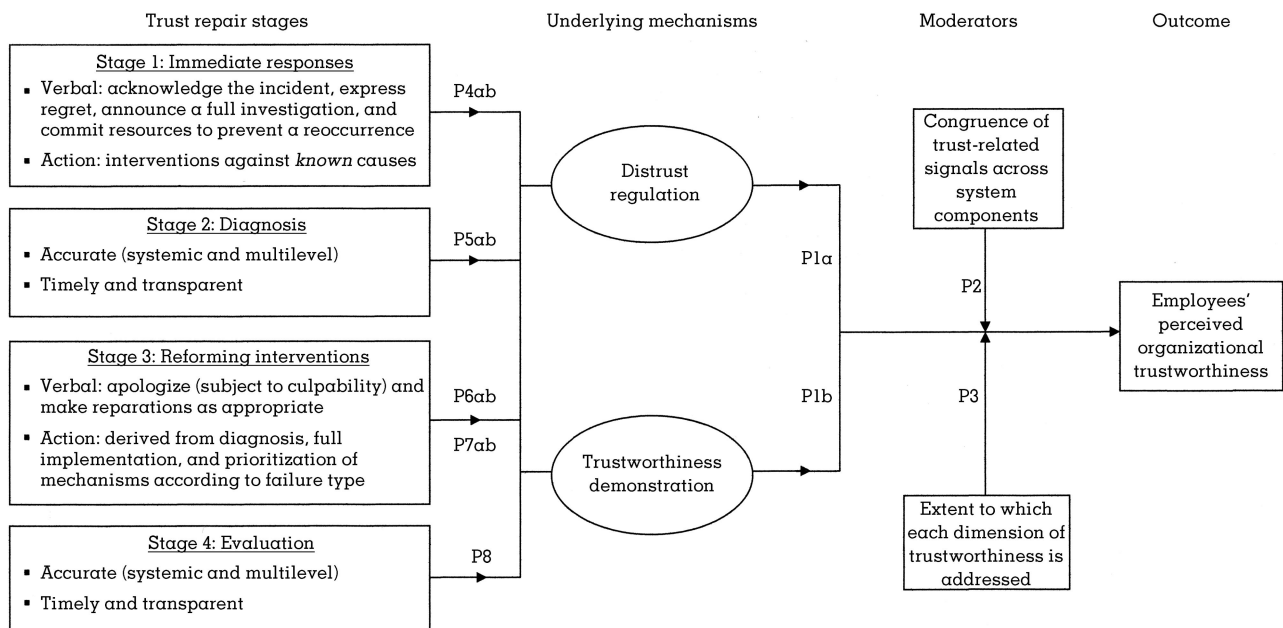 Trust repair stages
Underlying mechanisms
Moderators
Outcome
Stage 1: Immediate responses
▪ Verbal: acknowledge the incident, express
regret, announce a full investigation, and
commit resources to prevent a reoccurrence
▪ Action: interventions against known causes
P4ab
Stage 2: Diagnosis
▪ Accurate (systemic and multilevel)
▪ Timely and transparent
P5ab
Stage 3: Reforming interventions
▪ Verbal: apologize (subject to culpability) and
make reparations as appropriate
▪ Action: derived from diagnosis, full
implementation, and prioritization of
mechanisms according to failure type
P6ab
P7ab
Stage 4: Evaluation
▪ Accurate (systemic and multilevel)
▪ Timely and transparent
P8
Distrust
regulation
Trustworthiness
demonstration
P1a
P1b
Congruence of
trust-related
signals across
system
components
P2
P3
Extent to which
each dimension of
trustworthiness is
addressed
Employees'
perceived
organizational
trustworthiness